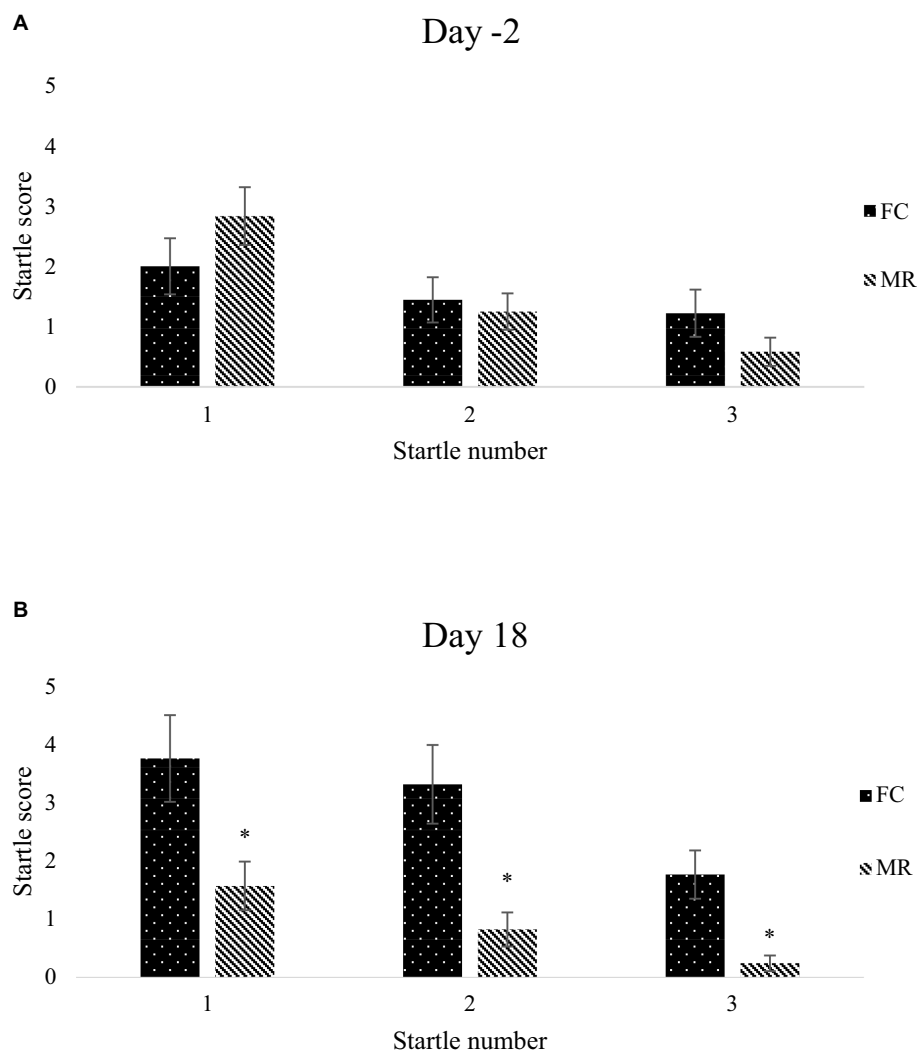 A
Day -2
5
4
3
2
1
0
Startle score
1 2 3
Startle number
FC
MR
B
Day 18
5
4
3
2
1
0
Startle score
*
*
*
1 2 3
Startle number
FC
MR